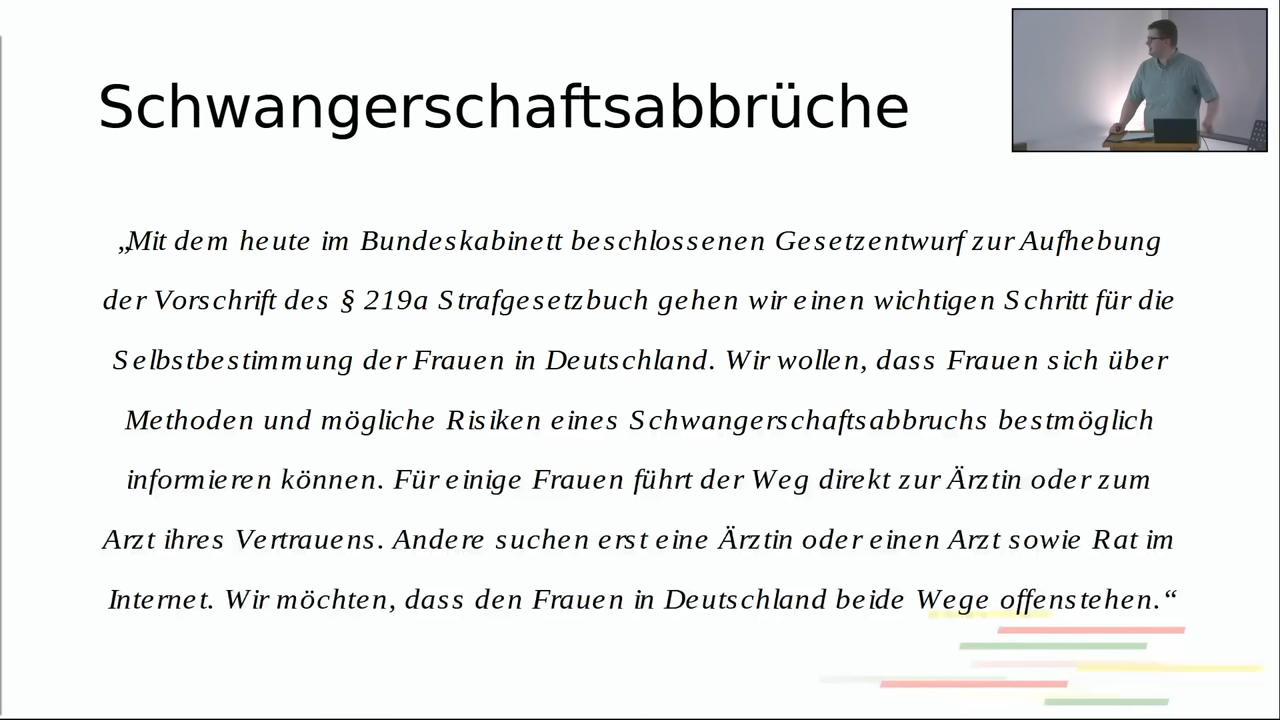 Schwangerschaftsabbrüche
„Mit dem heute im Bundeskabinett beschlossenen Gesetzentwurf zur Aufhebung
der Vorschrift des § 219a Strafgesetzbuch gehen wir einen wichtigen Schritt für die
Selbstbestimmung der Frauen in Deutschland. Wir wollen, dass Frauen sich über
Methoden und mögliche Risiken eines Schwangerschaftsabbruchs bestmöglich
informieren können. Für einige Frauen führt der Weg direkt zur Ärztin oder zum
Arzt ihres Vertrauens. Andere suchen erst eine Ärztin oder einen Arzt sowie Rat im
Internet. Wir möchten, dass den Frauen in Deutschland beide Wege offenstehen.“